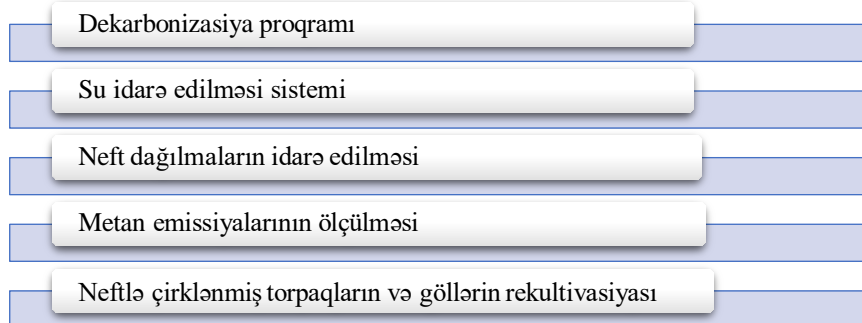 Dekarbonizasiya proqramı
Su idarə edilməsi sistemi
Neft dağılmaların idarə edilməsi
Metan emissiyalarının ölçülməsi
Neftlə çirklənmiş torpaqların və göllərin rekultivasiyası